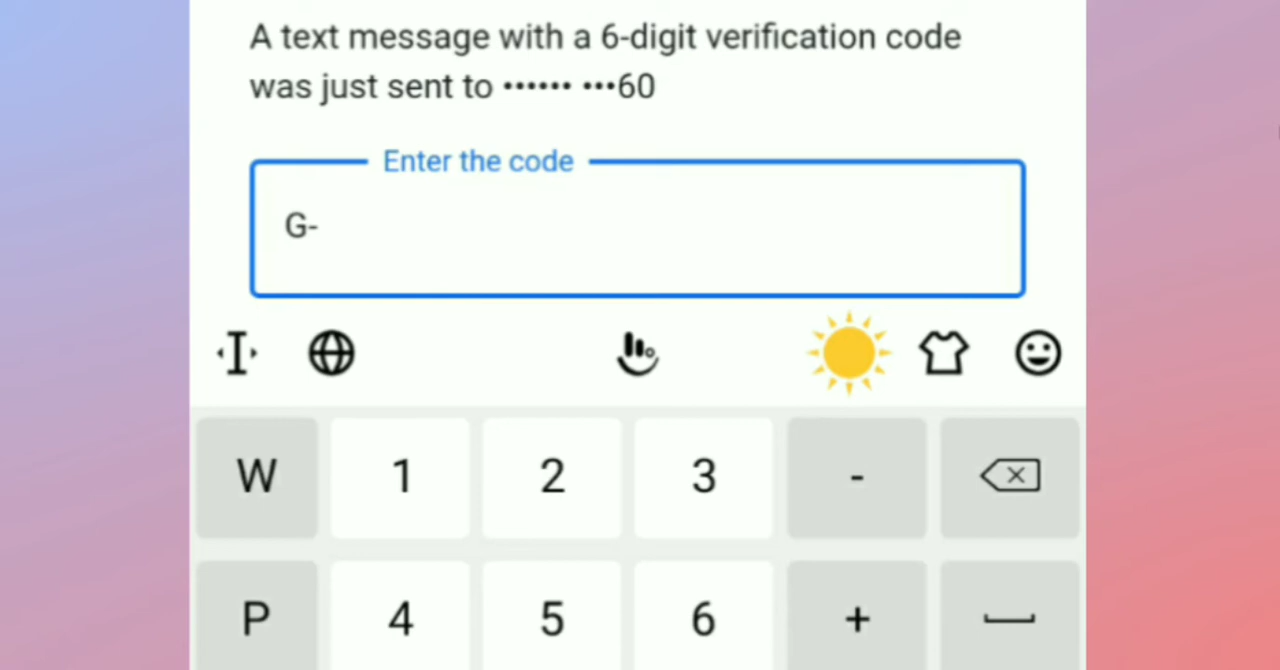 A text message with a 6-digit verification code
was just sent to •••••• •••60
Enter the code
G-
W 1 2 3 -
P 4 5 6 +